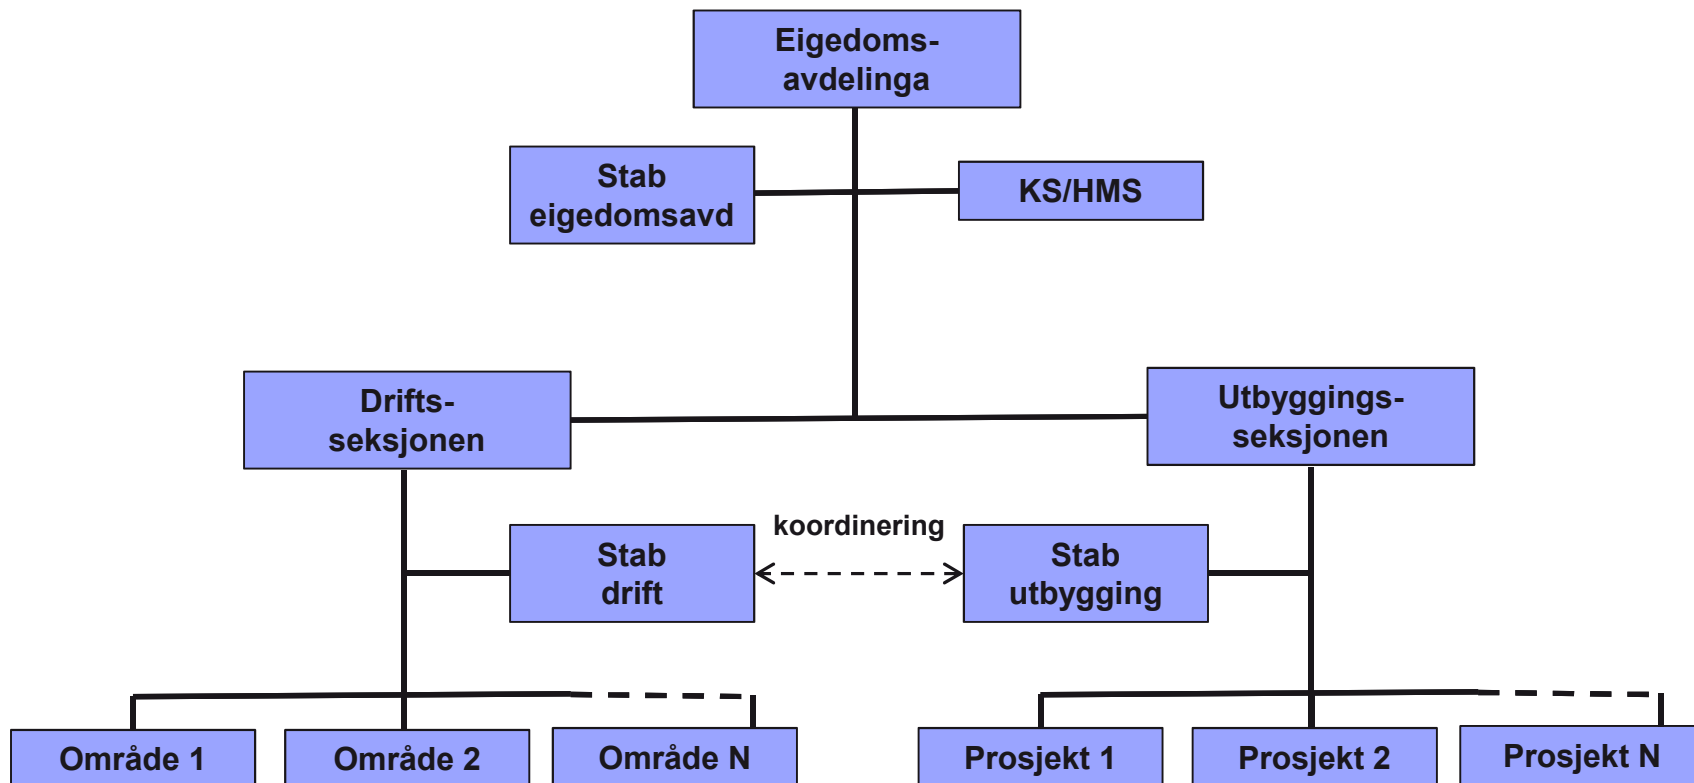 Eigedoms-
avdelinga
Stab
eigedomsavd
KS/HMS
Drifts-
seksjonen
Utbyggings-
seksjonen
koordinering
Stab
drift
Stab
utbygging
Område 1
Område 2
Område N
Prosjekt 1
Prosjekt 2
Prosjekt N